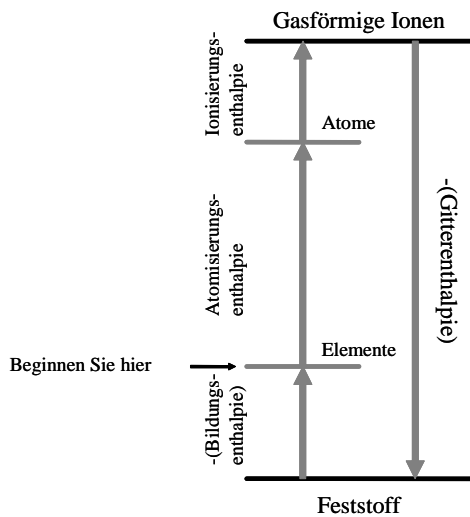 Gasförmige Ionen
Ionisierungs-
enthalpie
Atome
Atomisierungs-
enthalpie
-(Gitterenthalpie)
Elemente
Beginnen Sie hier
-(Bildungs-
enthalpie)
Feststoff